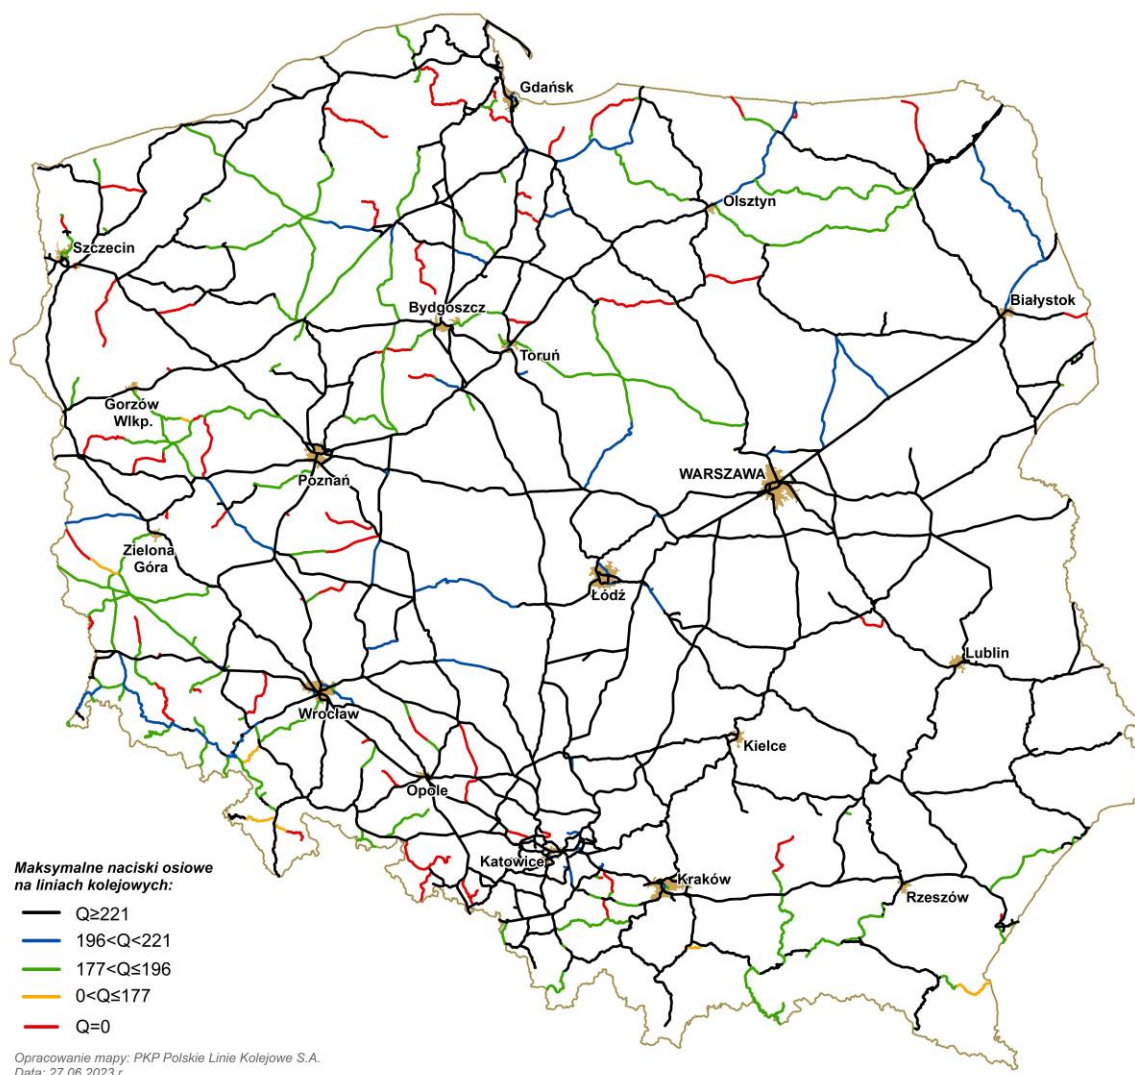 Gdańsk
Olsztyn
Szczecin
Białystok
Bydgoszcz
Toruń
Gorzów
Wlkp.
WARSZAWA
Poznań
Zielona
Góra
Łódź
Lublin
Wrocław
Kielce
Opole
Katowice
Kraków
Rzeszów
Maksymalne naciski osiowe
na liniach kolejowych:
Q≥221
196<Q<221
177<Q≤196
0<Q≤177
Q=0
Opracowanie mapy: PKP Polskie Linie Kolejowe S.A.
Data: 27.06.2023 r.